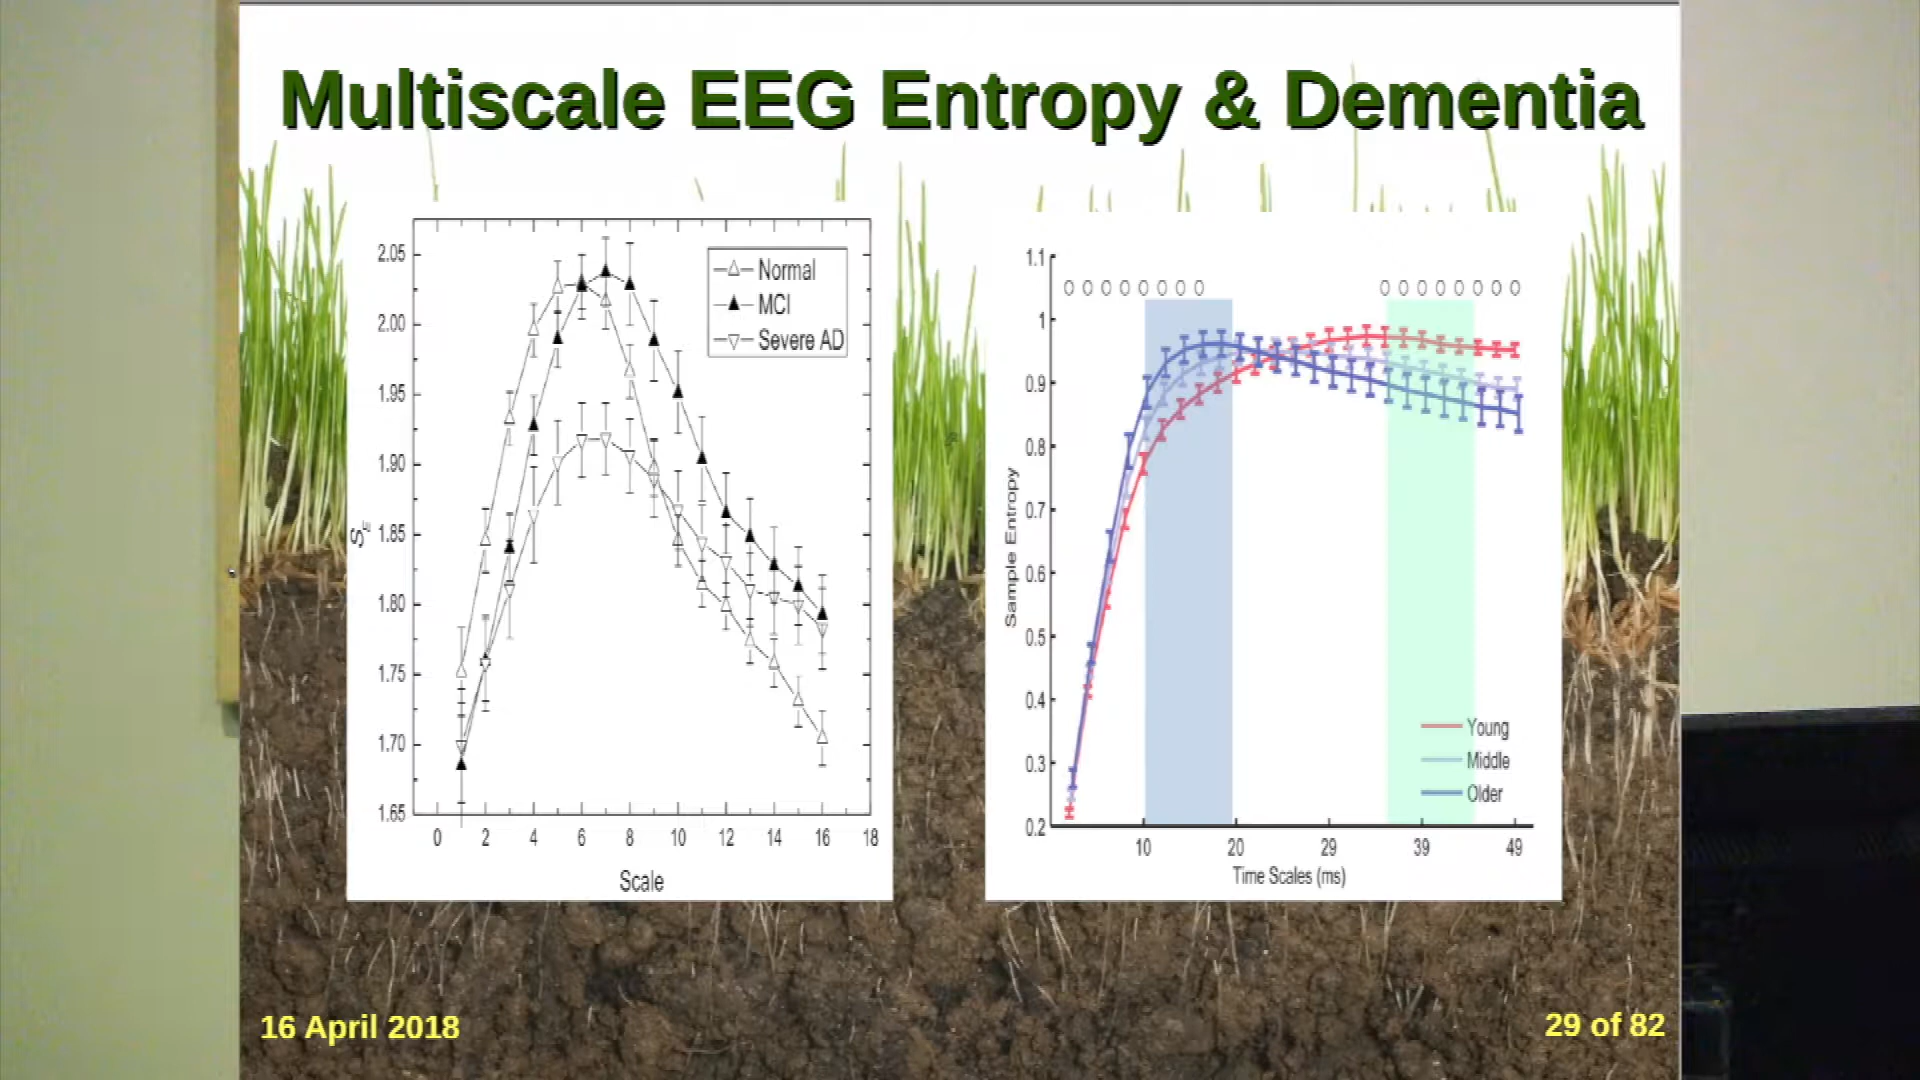 Multiscale EEG Entropy & Dementia
2.05
2.00
1.95
1.90
1.85
1.80
1.75
1.70
1.65
S_E
0 2 4 6 8 10 12 14 16 18
Scale
Normal
MCI
Severe AD
1.1
1
0.9
0.8
0.7
0.6
0.5
0.4
0.3
0.2
Sample Entropy
10 20 29 39 49
Time Scales (ms)
o o o o o o o o o o o o o o o o
Young
Middle
Older
16 April 2018
29 of 82